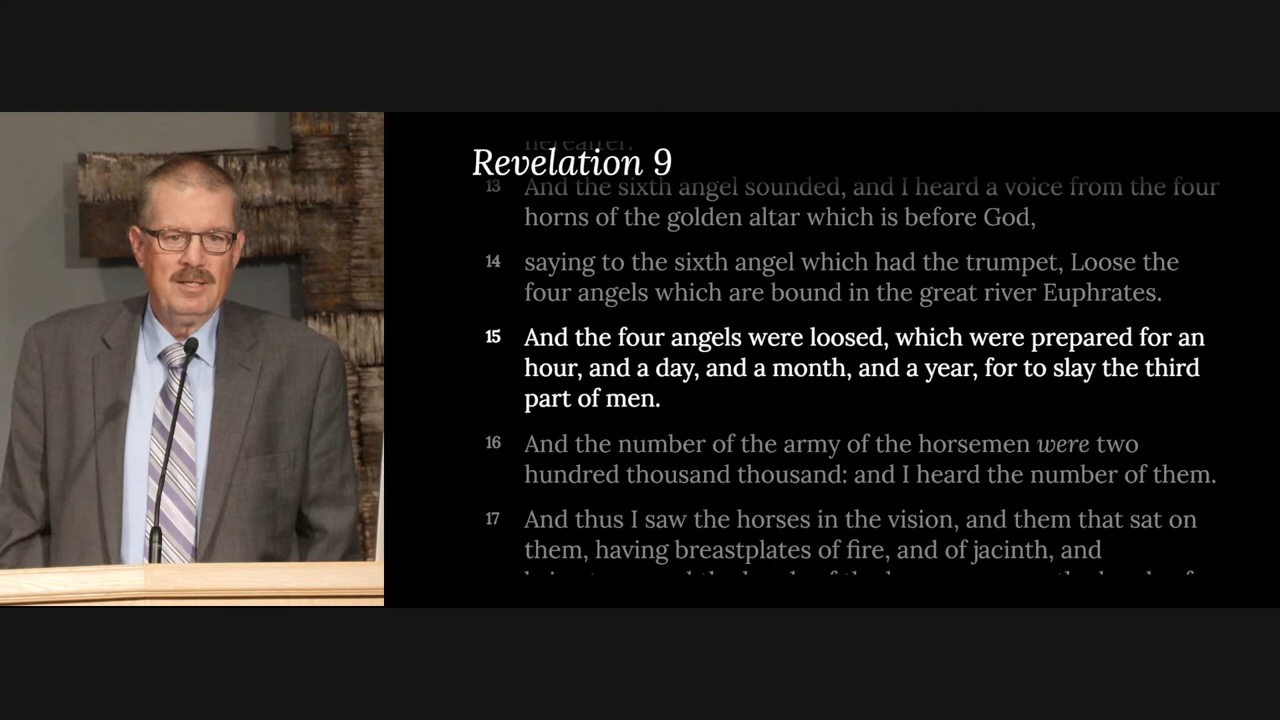 hereafter.
Revelation 9
13 And the sixth angel sounded, and I heard a voice from the four
horns of the golden altar which is before God,
14 saying to the sixth angel which had the trumpet, Loose the
four angels which are bound in the great river Euphrates.
15 And the four angels were loosed, which were prepared for an
hour, and a day, and a month, and a year, for to slay the third
part of men.
16 And the number of the army of the horsemen were two
hundred thousand thousand: and I heard the number of them.
17 And thus I saw the horses in the vision, and them that sat on
them, having breastplates of fire, and of jacinth, and